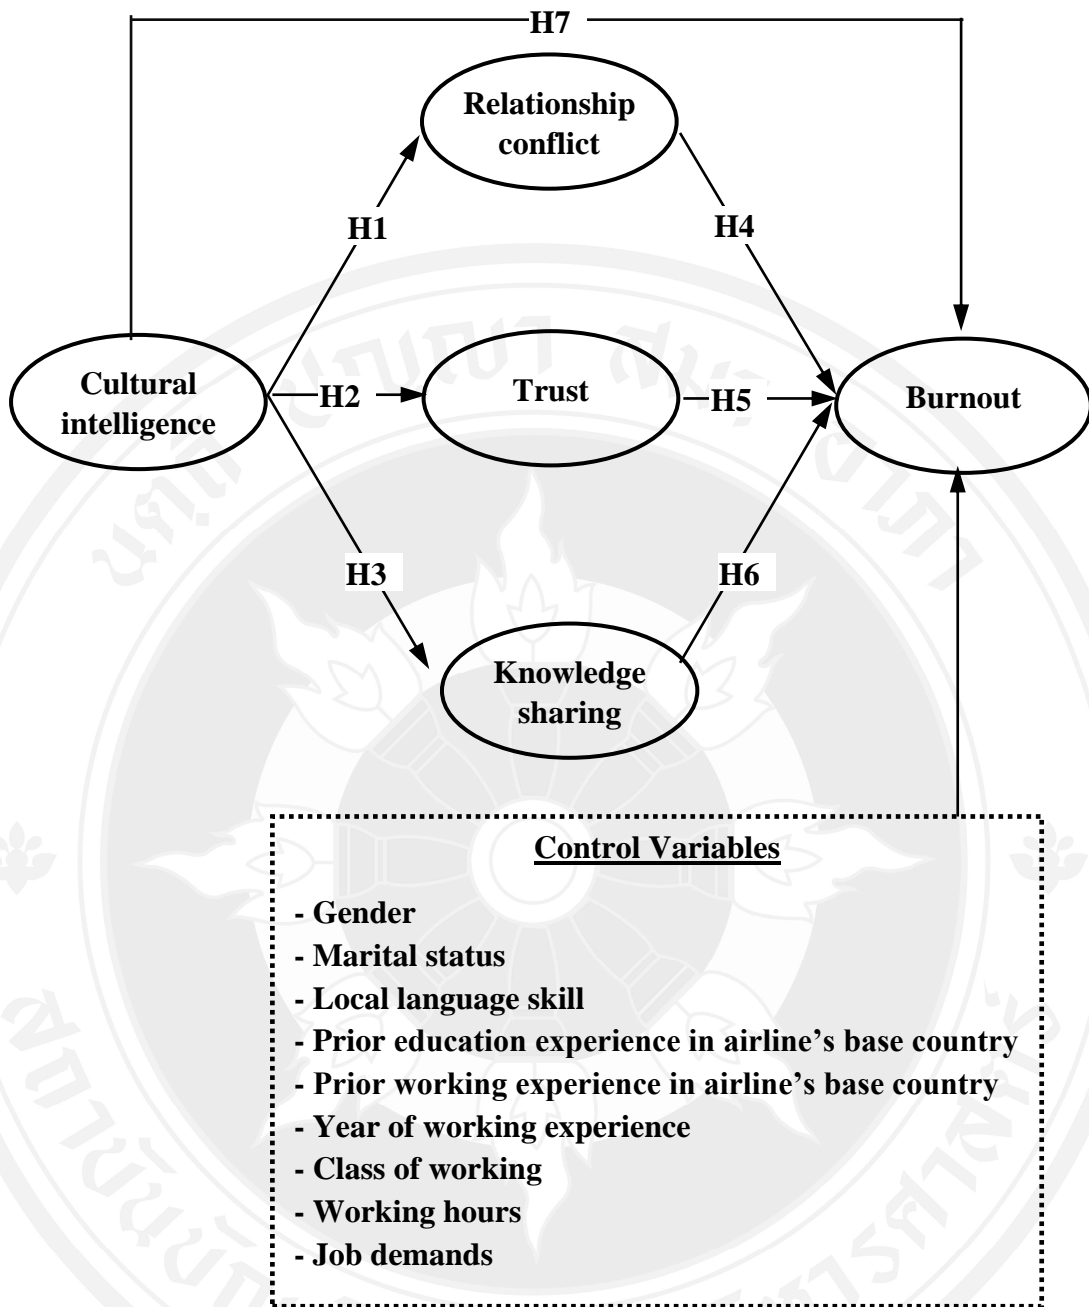 H7
Relationship
conflict
H1
H4
Cultural
intelligence
H2
Trust
H5
Burnout
H3
H6
Knowledge
sharing
Control Variables
- Gender
- Marital status
- Local language skill
- Prior education experience in airline’s base country
- Prior working experience in airline’s base country
- Year of working experience
- Class of working
- Working hours
- Job demands